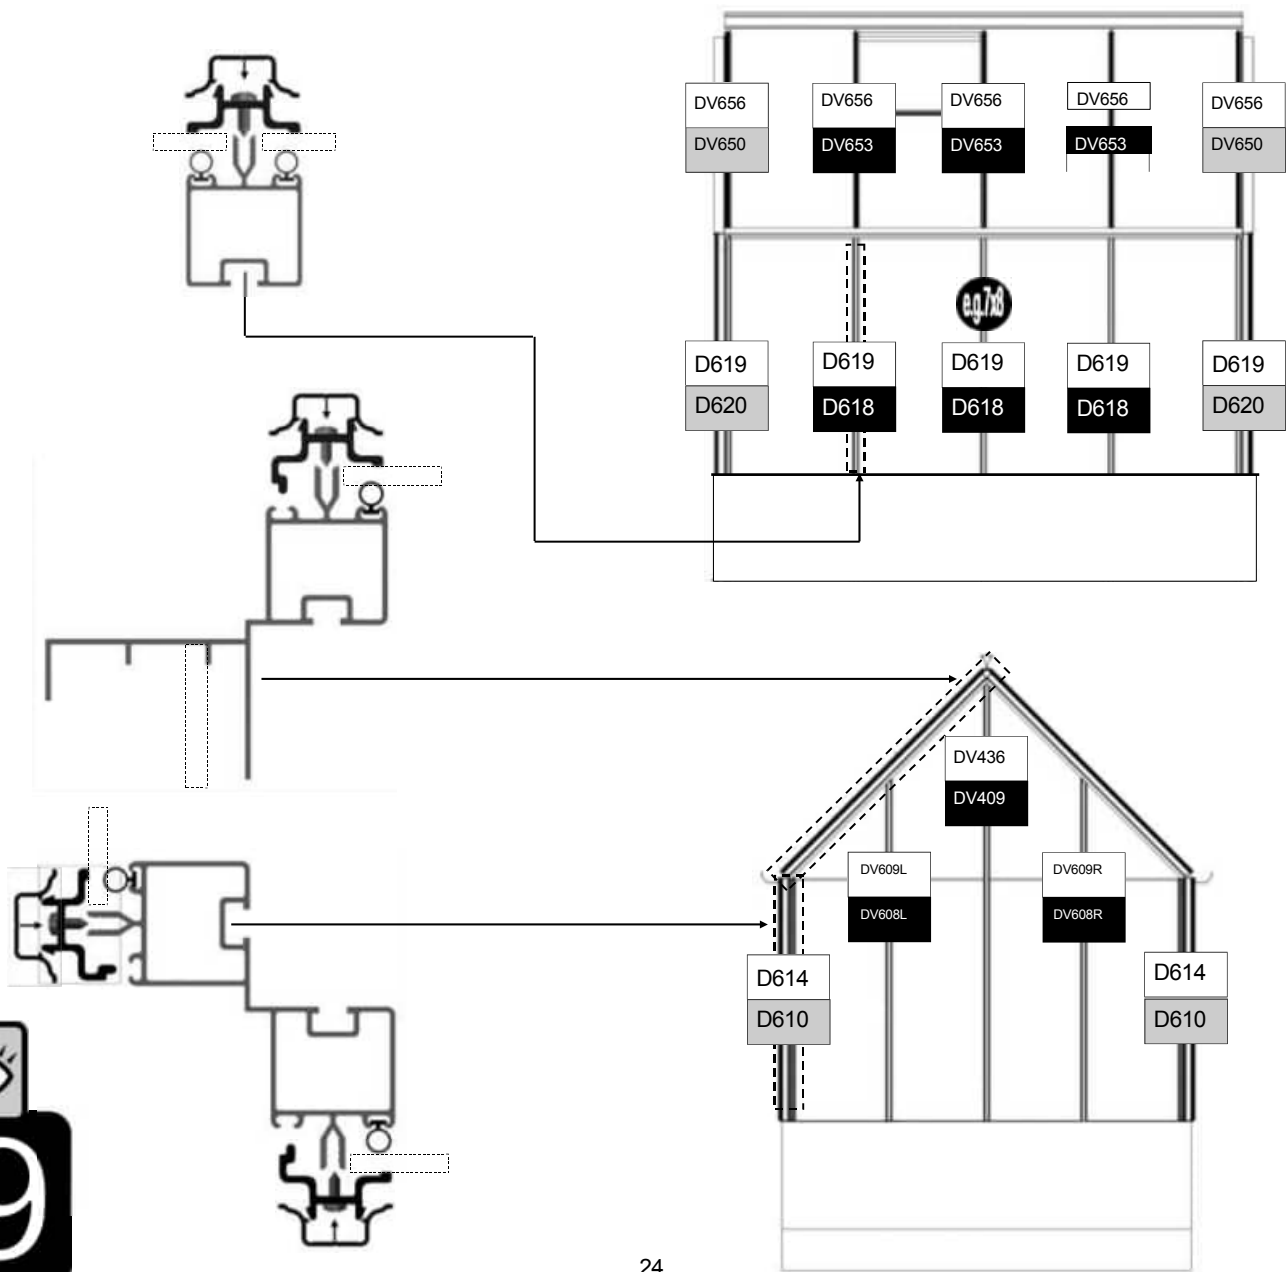 DV656 DV656 DV656 DV656 DV656
DV650 DV653 DV653 DV653 DV650
e.g.7x8
D619 D619 D619 D619 D619
D620 D618 D618 D618 D620
DV436
DV409
DV609L DV609R
DV608L DV608R
D614 D614
D610 D610
9
24